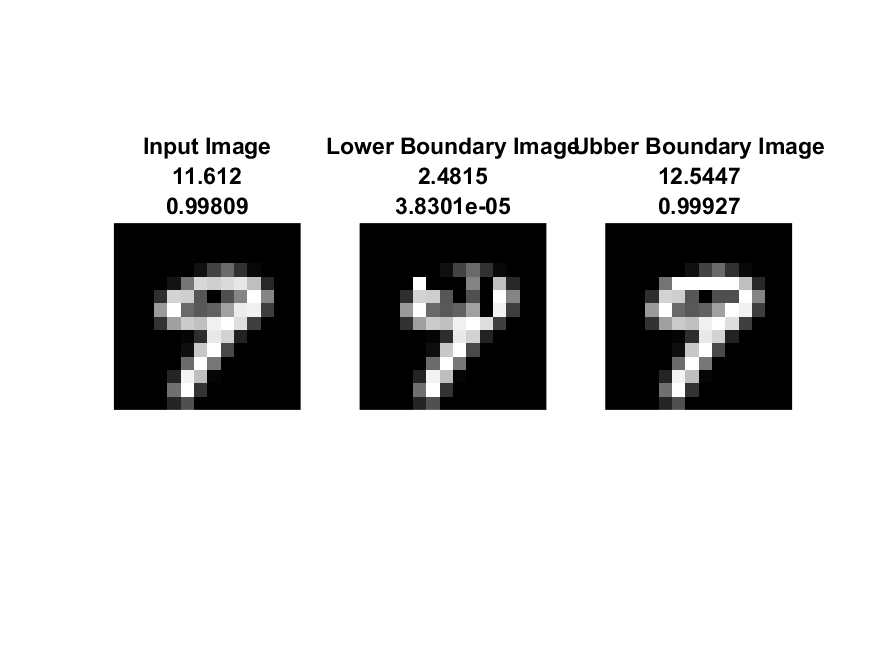 Input Image
11.612
0.99809
Lower Boundary Image
2.4815
3.8301e-05
Ubber Boundary Image
12.5447
0.99927